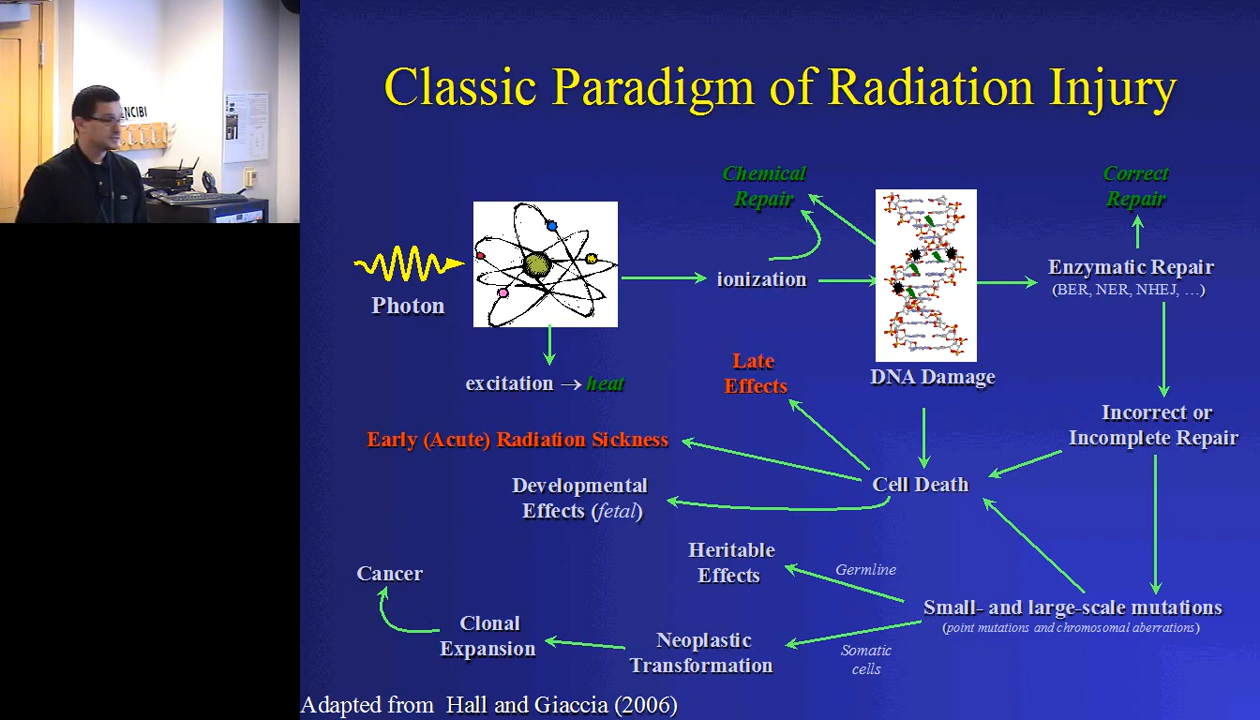 NCIBI
Classic Paradigm of Radiation Injury
Chemical
Repair
Correct
Repair
Photon
ionization
Enzymatic Repair
(BER, NER, NHEJ, …)
excitation → heat
Late
Effects
DNA Damage
Incorrect or
Incomplete Repair
Early (Acute) Radiation Sickness
Cell Death
Developmental
Effects (fetal)
Heritable
Effects
Germline
Cancer
Small- and large-scale mutations
(point mutations and chromosomal aberrations)
Clonal
Expansion
Neoplastic
Transformation
Somatic
cells
Adapted from Hall and Giaccia (2006)